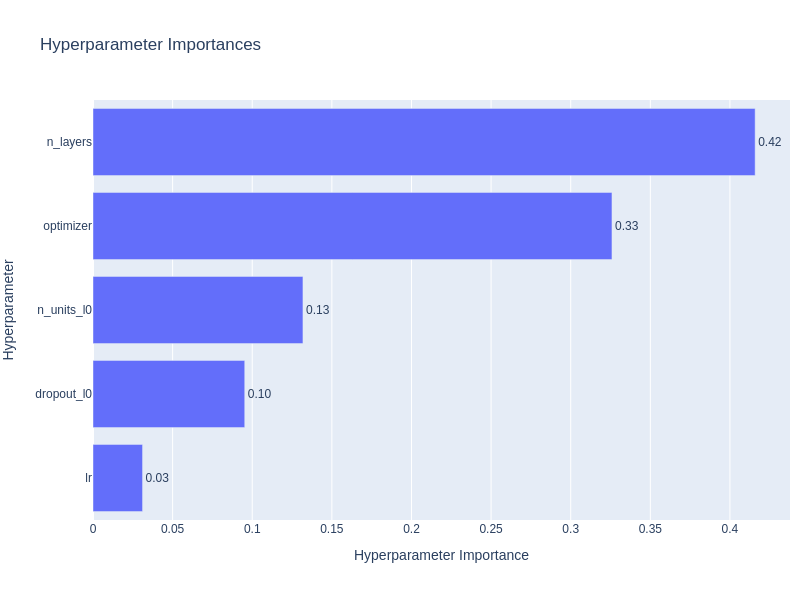 Hyperparameter Importances
Hyperparameter
n_layers
0.42
optimizer
0.33
n_units_l0
0.13
dropout_l0
0.10
lr
0.03
0
0.05
0.1
0.15
0.2
0.25
0.3
0.35
0.4
Hyperparameter Importance